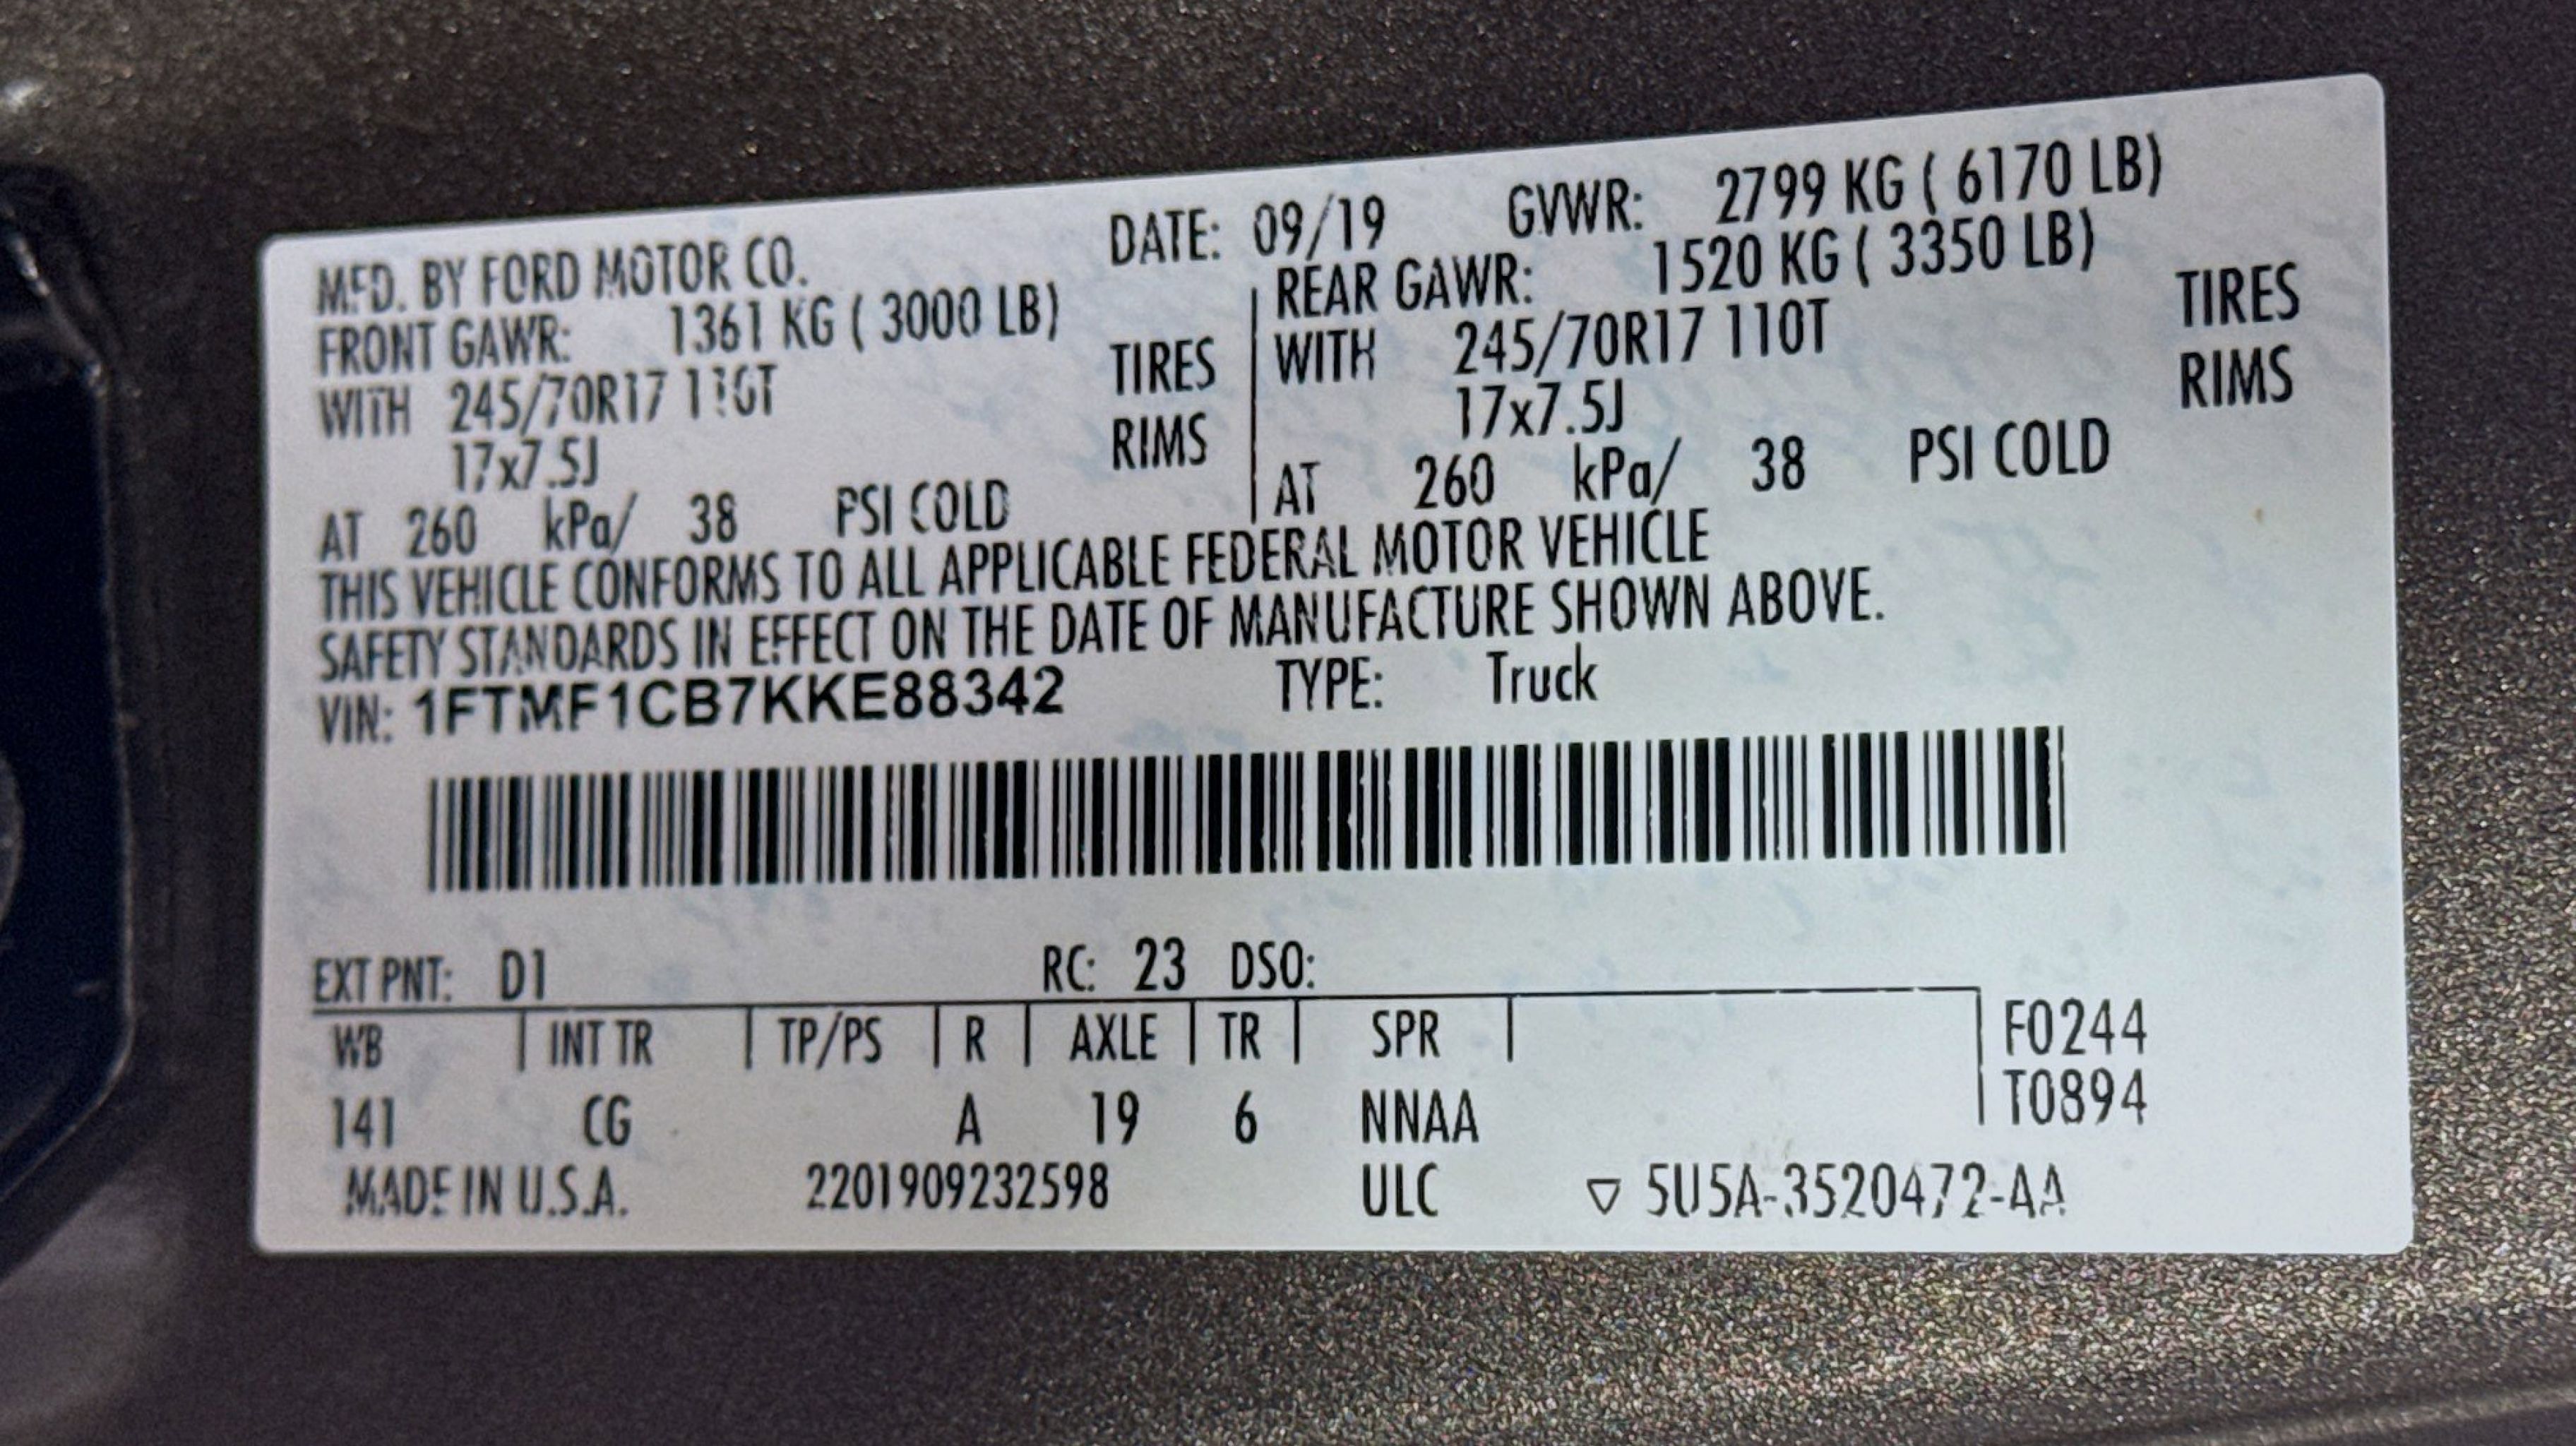 MFD. BY FORD MOTOR CO. DATE: 09/19 GVWR: 2799 KG ( 6170 LB)
FRONT GAWR: 1361 KG ( 3000 LB) REAR GAWR: 1520 KG ( 3350 LB)
WITH 245/70R17 110T TIRES WITH 245/70R17 110T TIRES
17x7.5J RIMS 17x7.5J RIMS
AT 260 kPa/ 38 PSI COLD AT 260 kPa/ 38 PSI COLD
THIS VEHICLE CONFORMS TO ALL APPLICABLE FEDERAL MOTOR VEHICLE
SAFETY STANDARDS IN EFFECT ON THE DATE OF MANUFACTURE SHOWN ABOVE.
VIN: 1FTMF1CB7KKE88342 TYPE: Truck
EXT PNT: D1 RC: 23 DSO:
WB | INT TR | TP/PS | R | AXLE | TR | SPR | F0244
T0894
141 CG A 19 6 NNAA
MADE IN U.S.A. 2201909232598 ULC ▽ 5U5A-3520472-AA